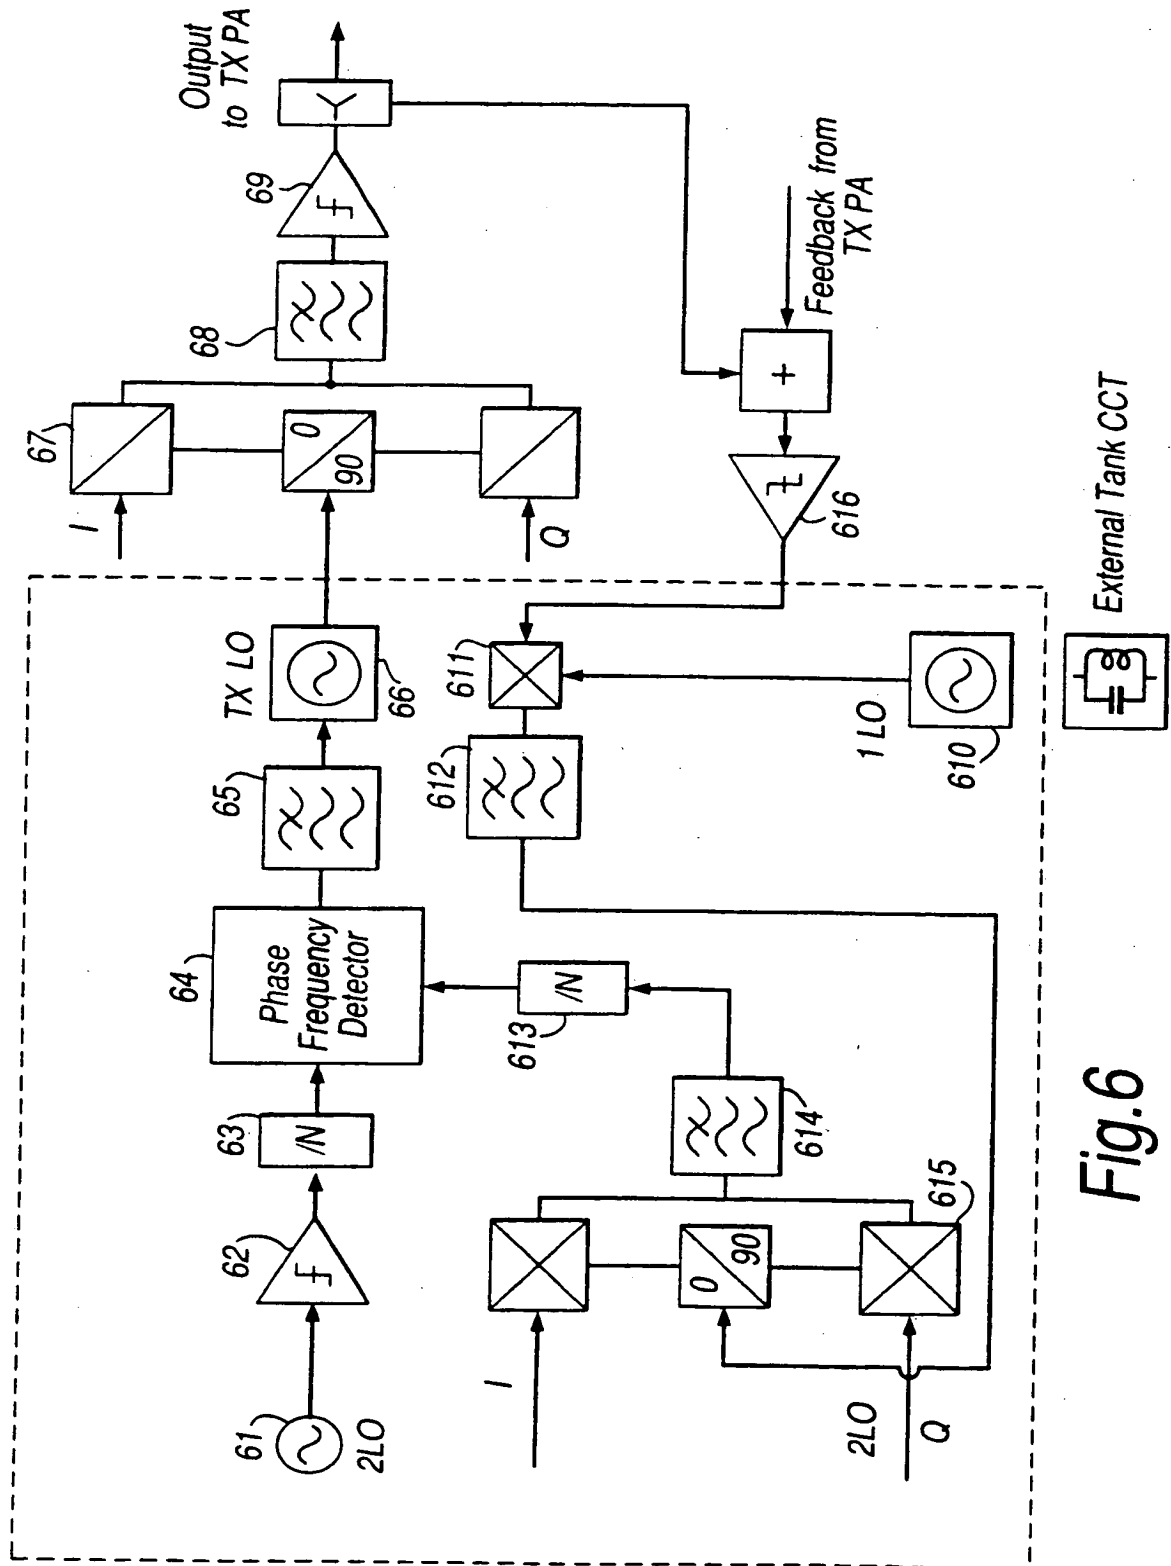 Output
to TX PA
69
68
67
0
90
I
Q
TX LO
66
65
64
Phase
Frequency
Detector
/N
63
62
61
2LO
Feedback from
TX PA
+
616
611
612
1 LO
610
/N
613
614
I
0
90
615
2LO
Q
External Tank CCT
Fig.6